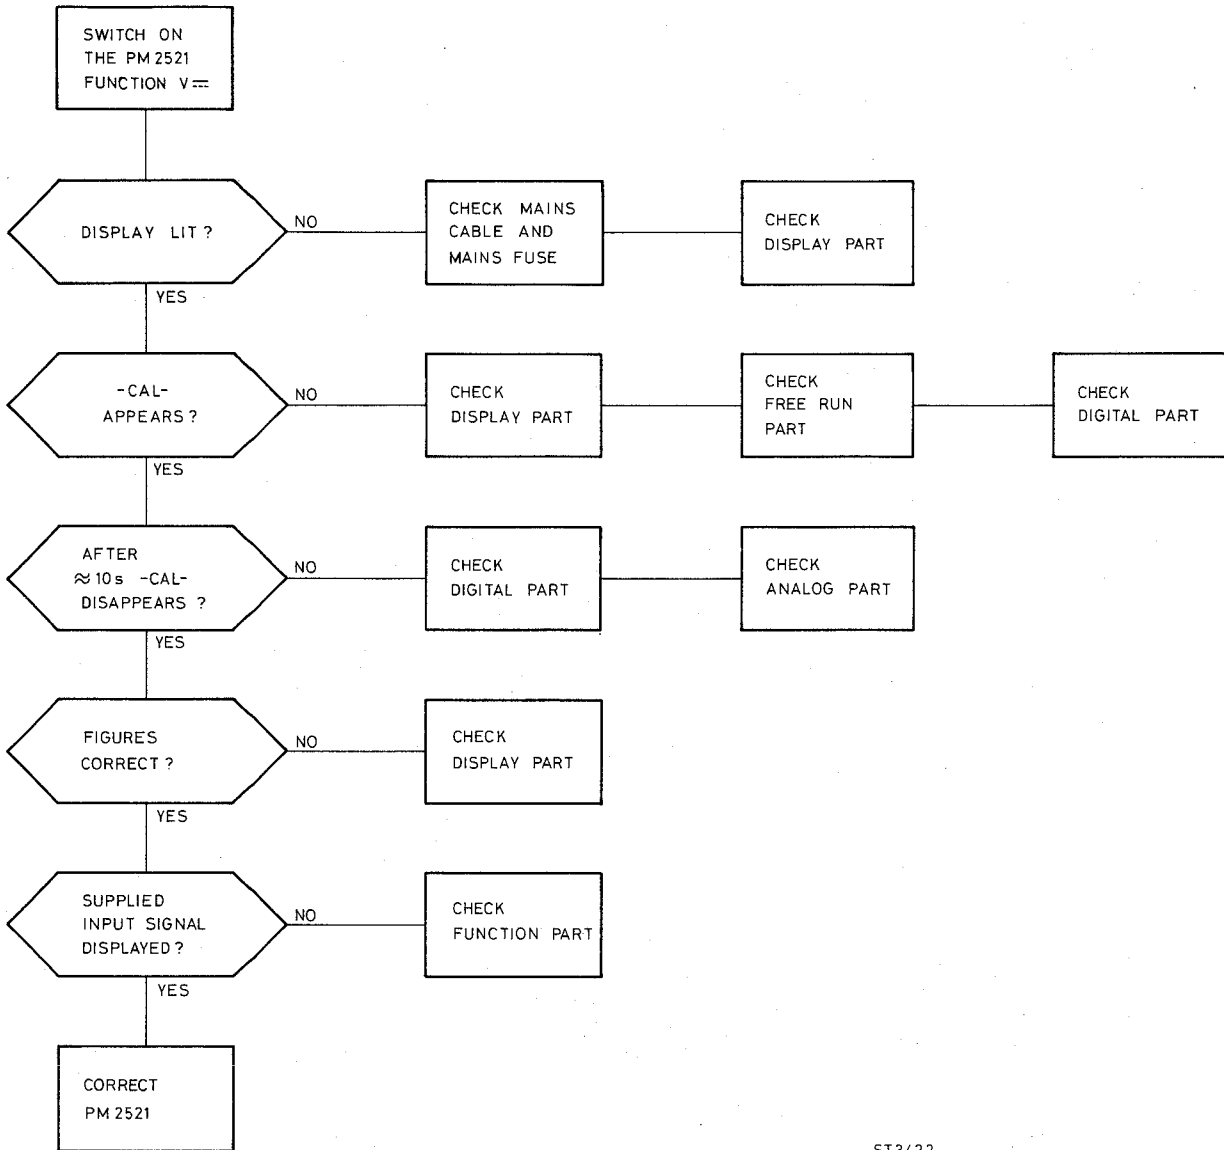 SWITCH ON
THE PM 2521
FUNCTION V⎓
DISPLAY LIT ?
NO
CHECK MAINS
CABLE AND
MAINS FUSE
CHECK
DISPLAY PART
YES
-CAL-
APPEARS ?
NO
CHECK
DISPLAY PART
CHECK
FREE RUN
PART
CHECK
DIGITAL PART
YES
AFTER
≈ 10 s -CAL-
DISAPPEARS ?
NO
CHECK
DIGITAL PART
CHECK
ANALOG PART
YES
FIGURES
CORRECT ?
NO
CHECK
DISPLAY PART
YES
SUPPLIED
INPUT SIGNAL
DISPLAYED ?
NO
CHECK
FUNCTION PART
YES
CORRECT
PM 2521